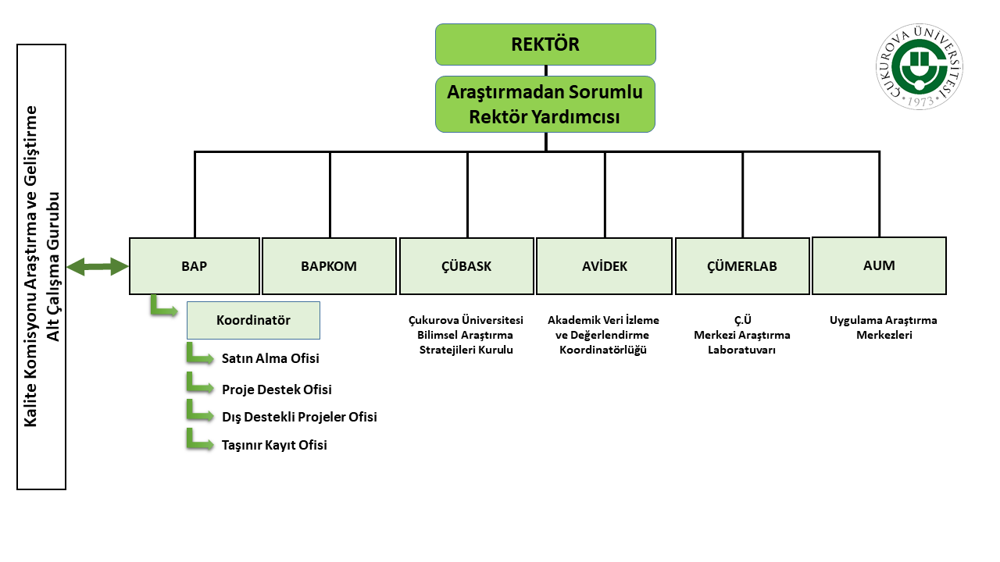 REKTÖR
Araştırmadan Sorumlu
Rektör Yardımcısı
ÇUKUROVA ÜNİVERSİTESİ
• 1973 •
Kalite Komisyonu Araştırma ve Geliştirme
Alt Çalışma Gurubu
BAP
BAPKOM
ÇÜBASK
AVİDEK
ÇÜMERLAB
AUM
Koordinatör
Satın Alma Ofisi
Proje Destek Ofisi
Dış Destekli Projeler Ofisi
Taşınır Kayıt Ofisi
Çukurova Üniversitesi
Bilimsel Araştırma
Stratejileri Kurulu
Akademik Veri İzleme
ve Değerlendirme
Koordinatörlüğü
Ç.Ü
Merkezi Araştırma
Laboratuvarı
Uygulama Araştırma
Merkezleri